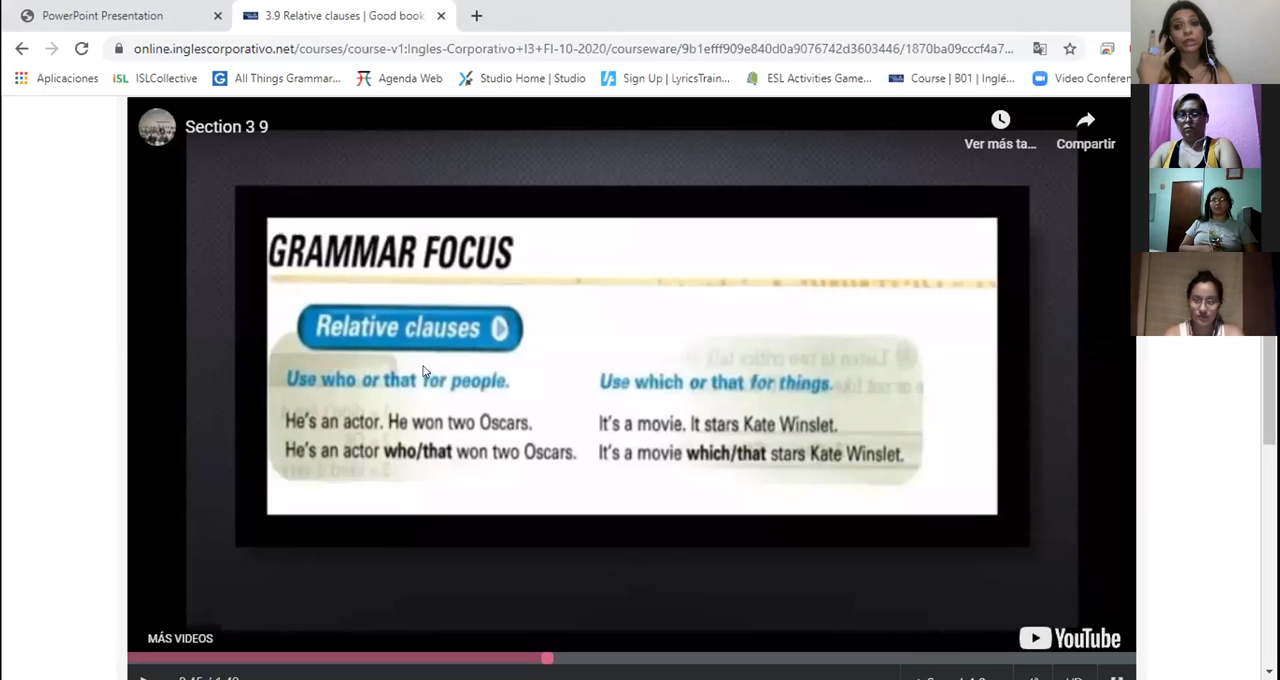 PowerPoint Presentation
3.9 Relative clauses | Good book
online.inglescorporativo.net/courses/course-v1:Ingles-Corporativo+I3+FI-10-2020/courseware/9b1efff909e840d0a9076742d3603446/1870ba09cccf4a7...
Aplicaciones
ISL ISLCollective
All Things Grammar...
Agenda Web
Studio Home | Studio
Sign Up | LyricsTrain...
ESL Activities Game...
Course | B01 | Inglé...
Video Conferen
Section 3 9
Ver más ta...
Compartir
GRAMMAR FOCUS
Relative clauses
Use who or that for people.
He's an actor. He won two Oscars.
He's an actor who/that won two Oscars.
Use which or that for things.
It's a movie. It stars Kate Winslet.
It's a movie which/that stars Kate Winslet.
MÁS VIDEOS
YouTube